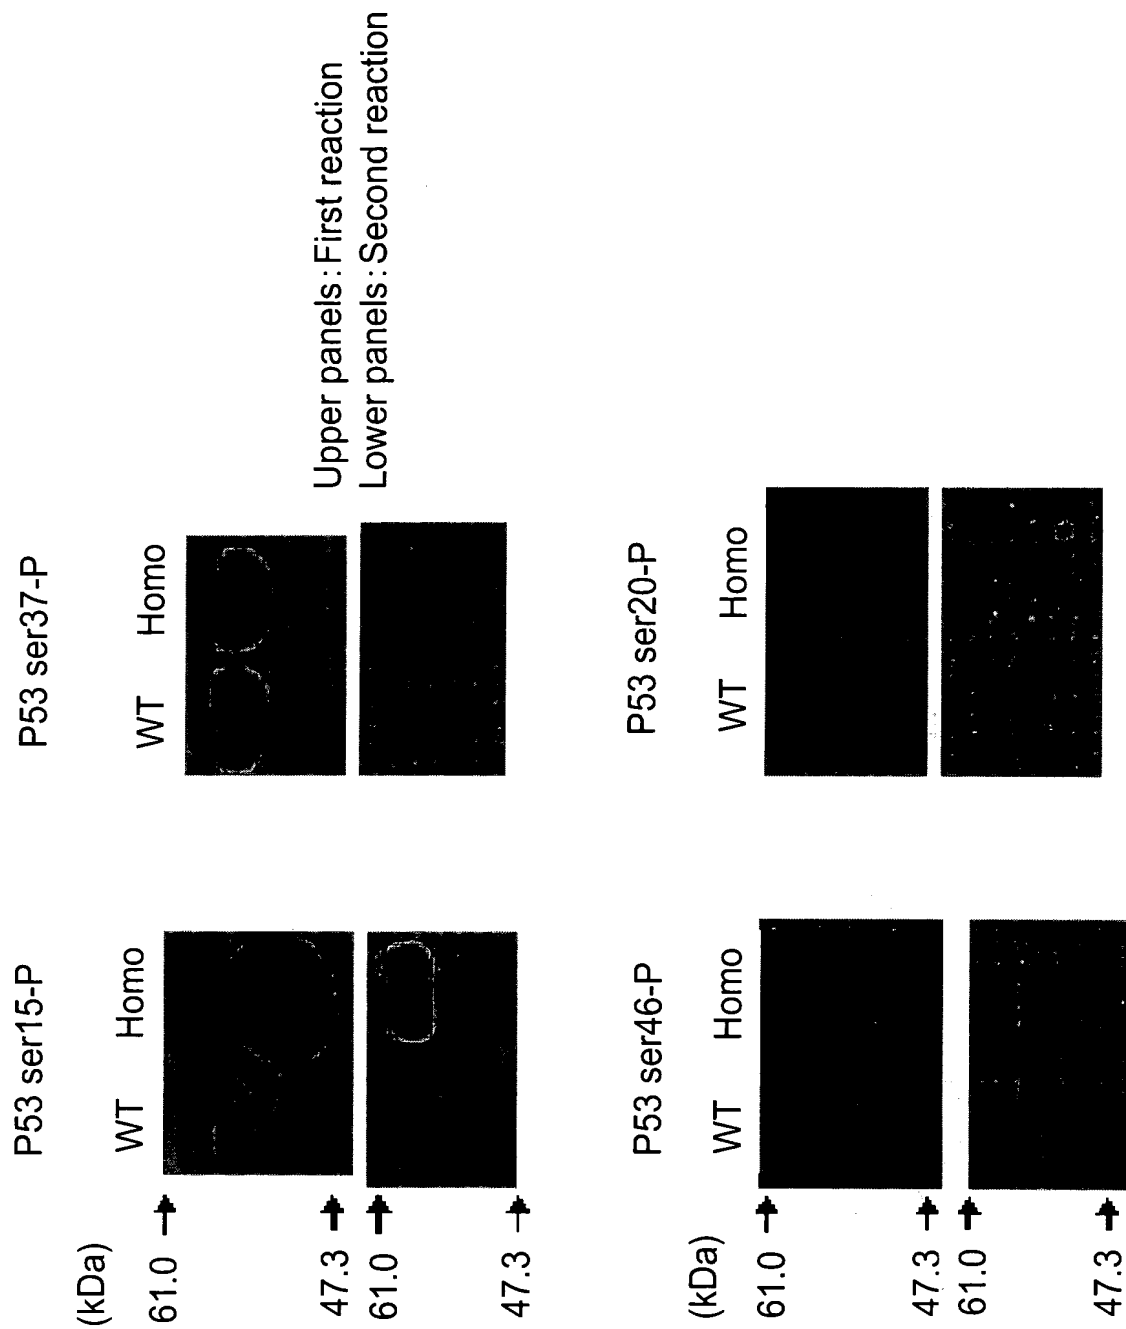 P53 ser15-P
P53 ser37-P
(kDa)
WT
Homo
WT
Homo
61.0
47.3
61.0
47.3
Upper panels:First reaction
Lower panels:Second reaction
P53 ser46-P
P53 ser20-P
(kDa)
WT
Homo
WT
Homo
61.0
47.3
61.0
47.3